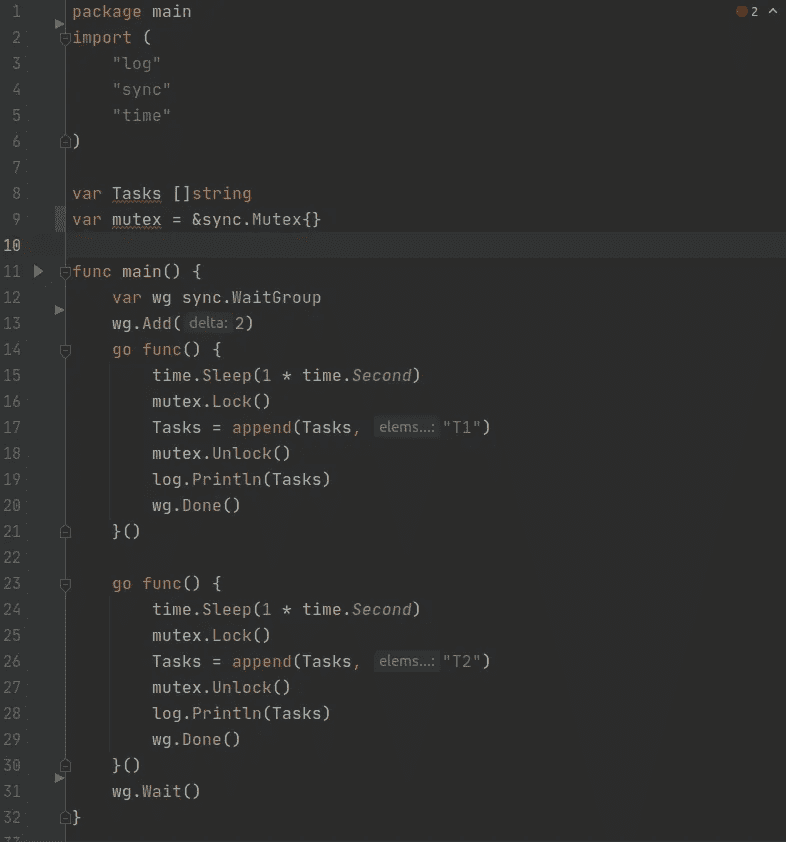 2
1 package main
2 import (
3 "log"
4 "sync"
5 "time"
6 )
7
8 var Tasks []string
9 var mutex = &sync.Mutex{}
10
11 func main() {
12 var wg sync.WaitGroup
13 wg.Add( delta: 2)
14 go func() {
15 time.Sleep(1 * time.Second)
16 mutex.Lock()
17 Tasks = append(Tasks, elems...: "T1")
18 mutex.Unlock()
19 log.Println(Tasks)
20 wg.Done()
21 }()
22
23 go func() {
24 time.Sleep(1 * time.Second)
25 mutex.Lock()
26 Tasks = append(Tasks, elems...: "T2")
27 mutex.Unlock()
28 log.Println(Tasks)
29 wg.Done()
30 }()
31 wg.Wait()
32 }
33